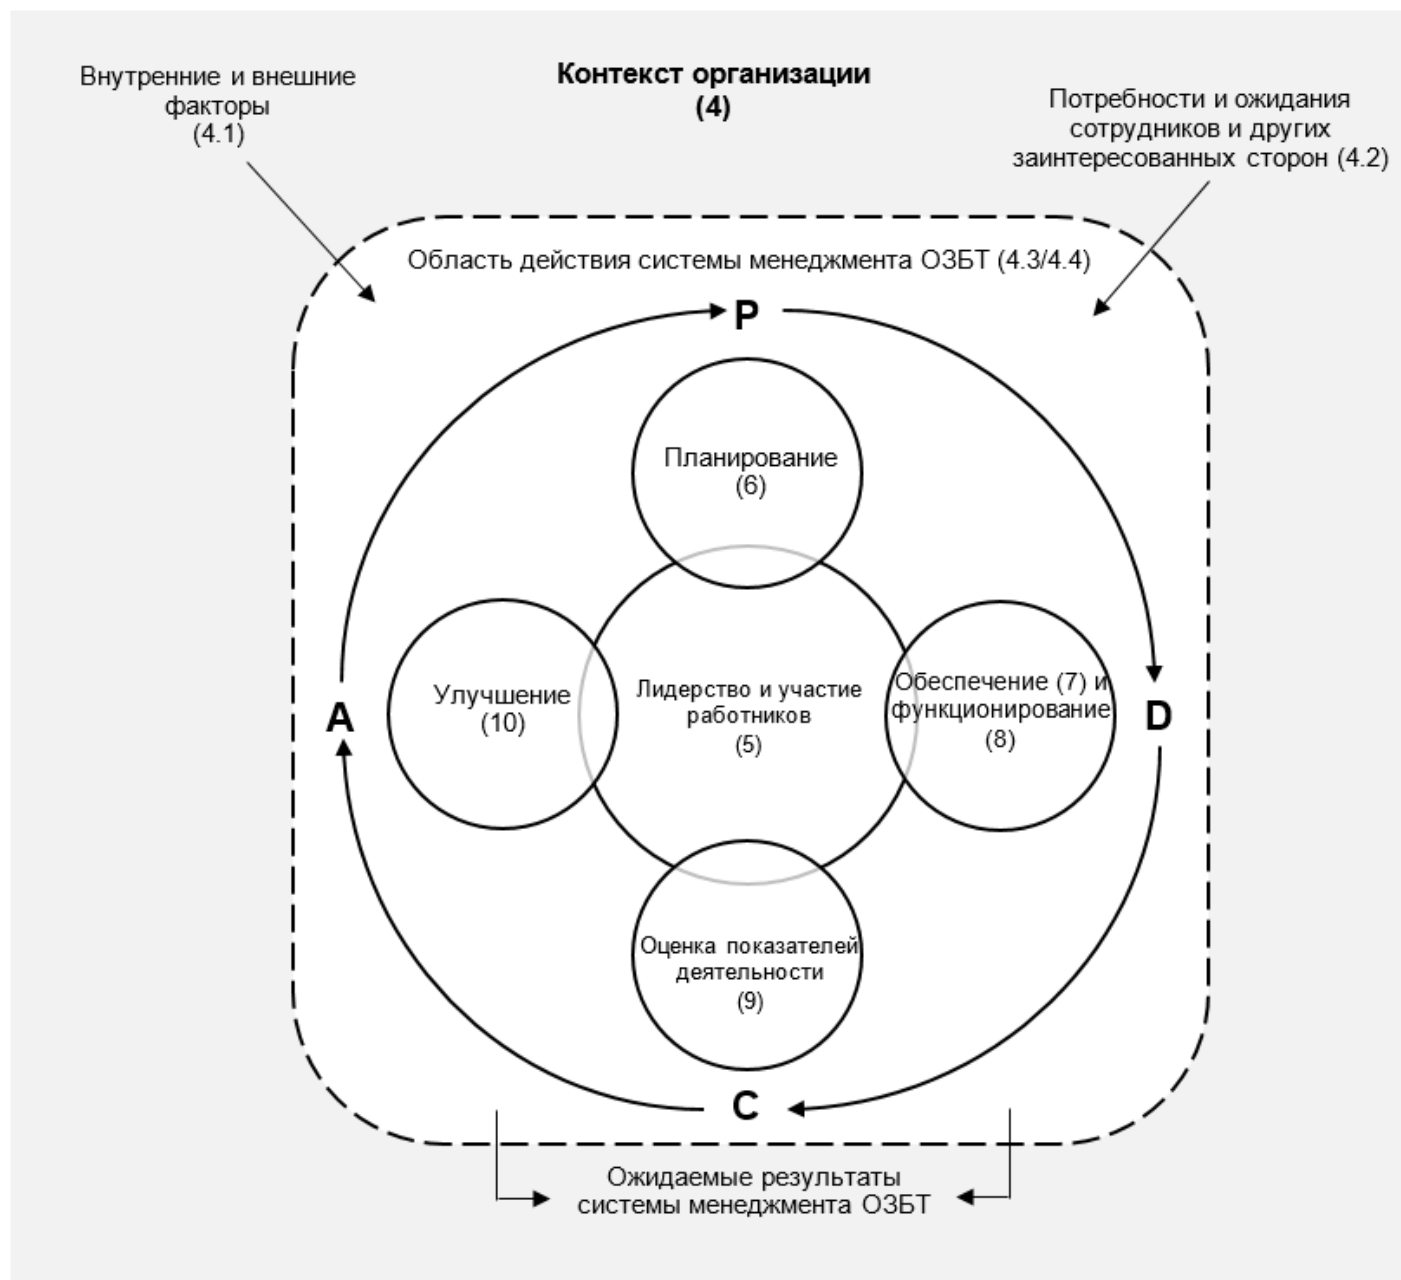 Внутренние и внешние
факторы
(4.1)
Контекст организации
(4)
Потребности и ожидания
сотрудников и других
заинтересованных сторон (4.2)
Область действия системы менеджмента ОЗБТ (4.3/4.4)
P
Планирование
(6)
Улучшение
(10)
Лидерство и участие
работников
(5)
Обеспечение (7) и
функционирование
(8)
A
D
Оценка показателей
деятельности
(9)
C
Ожидаемые результаты
системы менеджмента ОЗБТ